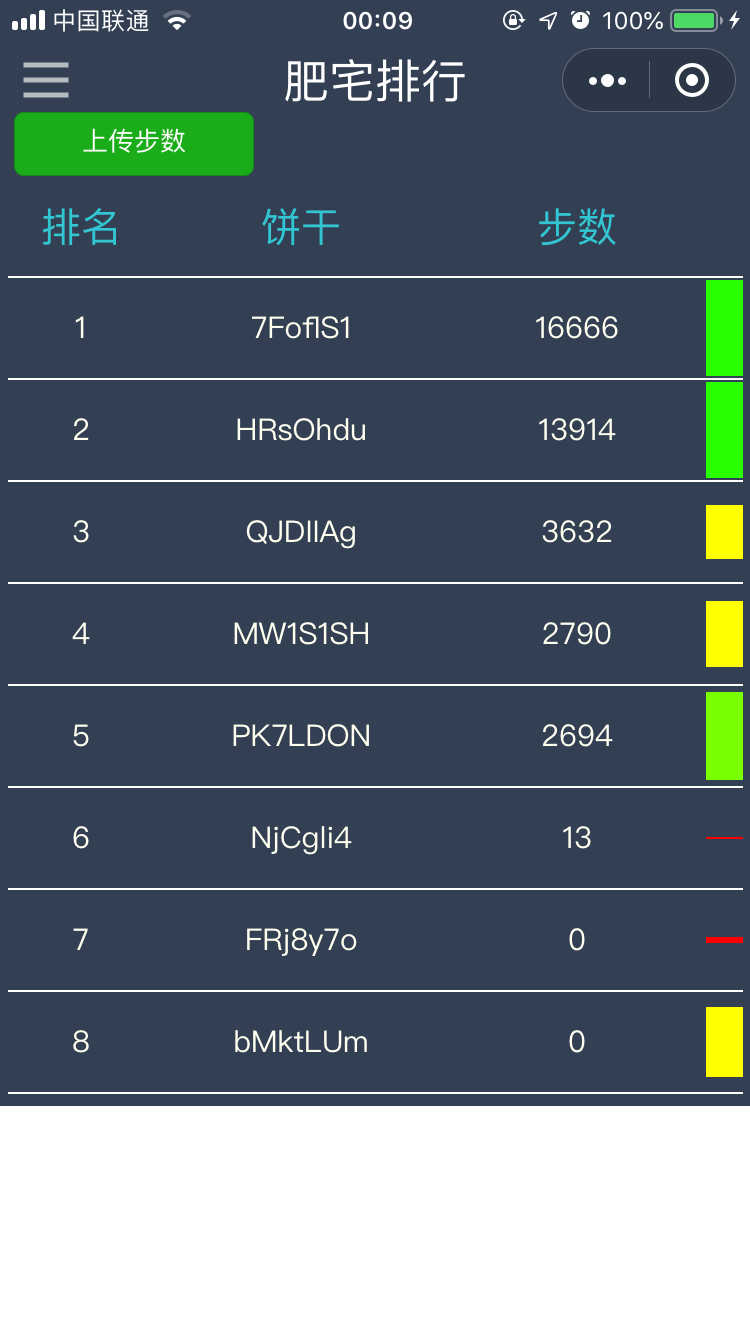 中国联通 00:09 100%
肥宅排行
上传步数
排名 饼干 步数
1 7FoflS1 16666
2 HRsOhdu 13914
3 QJDllAg 3632
4 MW1S1SH 2790
5 PK7LDON 2694
6 NjCgli4 13
7 FRj8y7o 0
8 bMktLUm 0